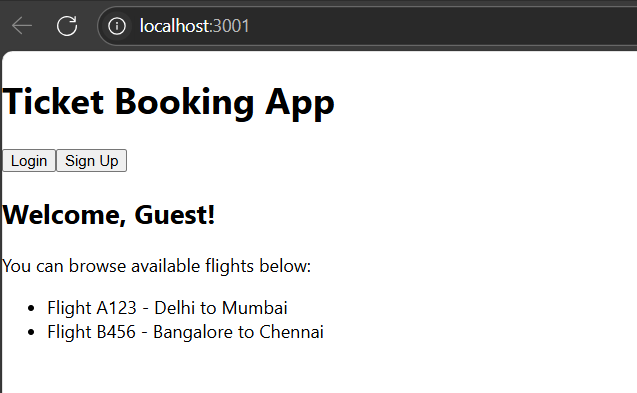 localhost:3001
Ticket Booking App
Login Sign Up
Welcome, Guest!
You can browse available flights below:
• Flight A123 - Delhi to Mumbai
• Flight B456 - Bangalore to Chennai